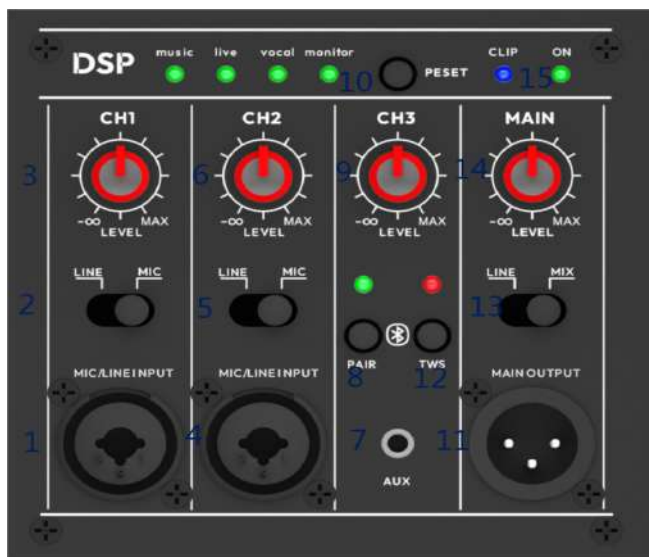 DSP music live vocal monitor 10 PESET CLIP 15 ON
CH1 CH2 CH3 MAIN
3 6 9 14
-∞ MAX -∞ MAX -∞ MAX -∞ MAX
LEVEL LEVEL LEVEL LEVEL
LINE MIC LINE MIC LINE MIX
2 5 13
PAIR TWS
8 12
MIC/LINE INPUT MIC/LINE INPUT MAIN OUTPUT
1 4 7 11
AUX